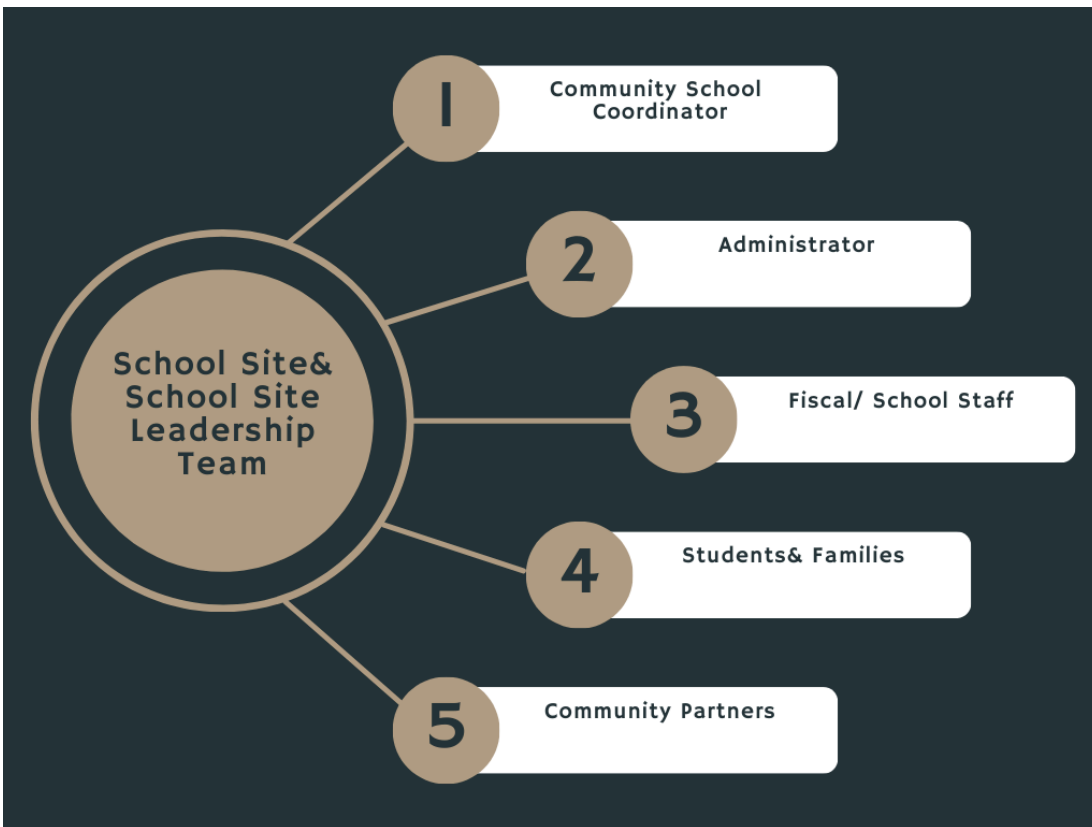 1
Community School
Coordinator
2
Administrator
3
Fiscal/ School Staff
School Site&
School Site
Leadership
Team
4
Students& Families
5
Community Partners